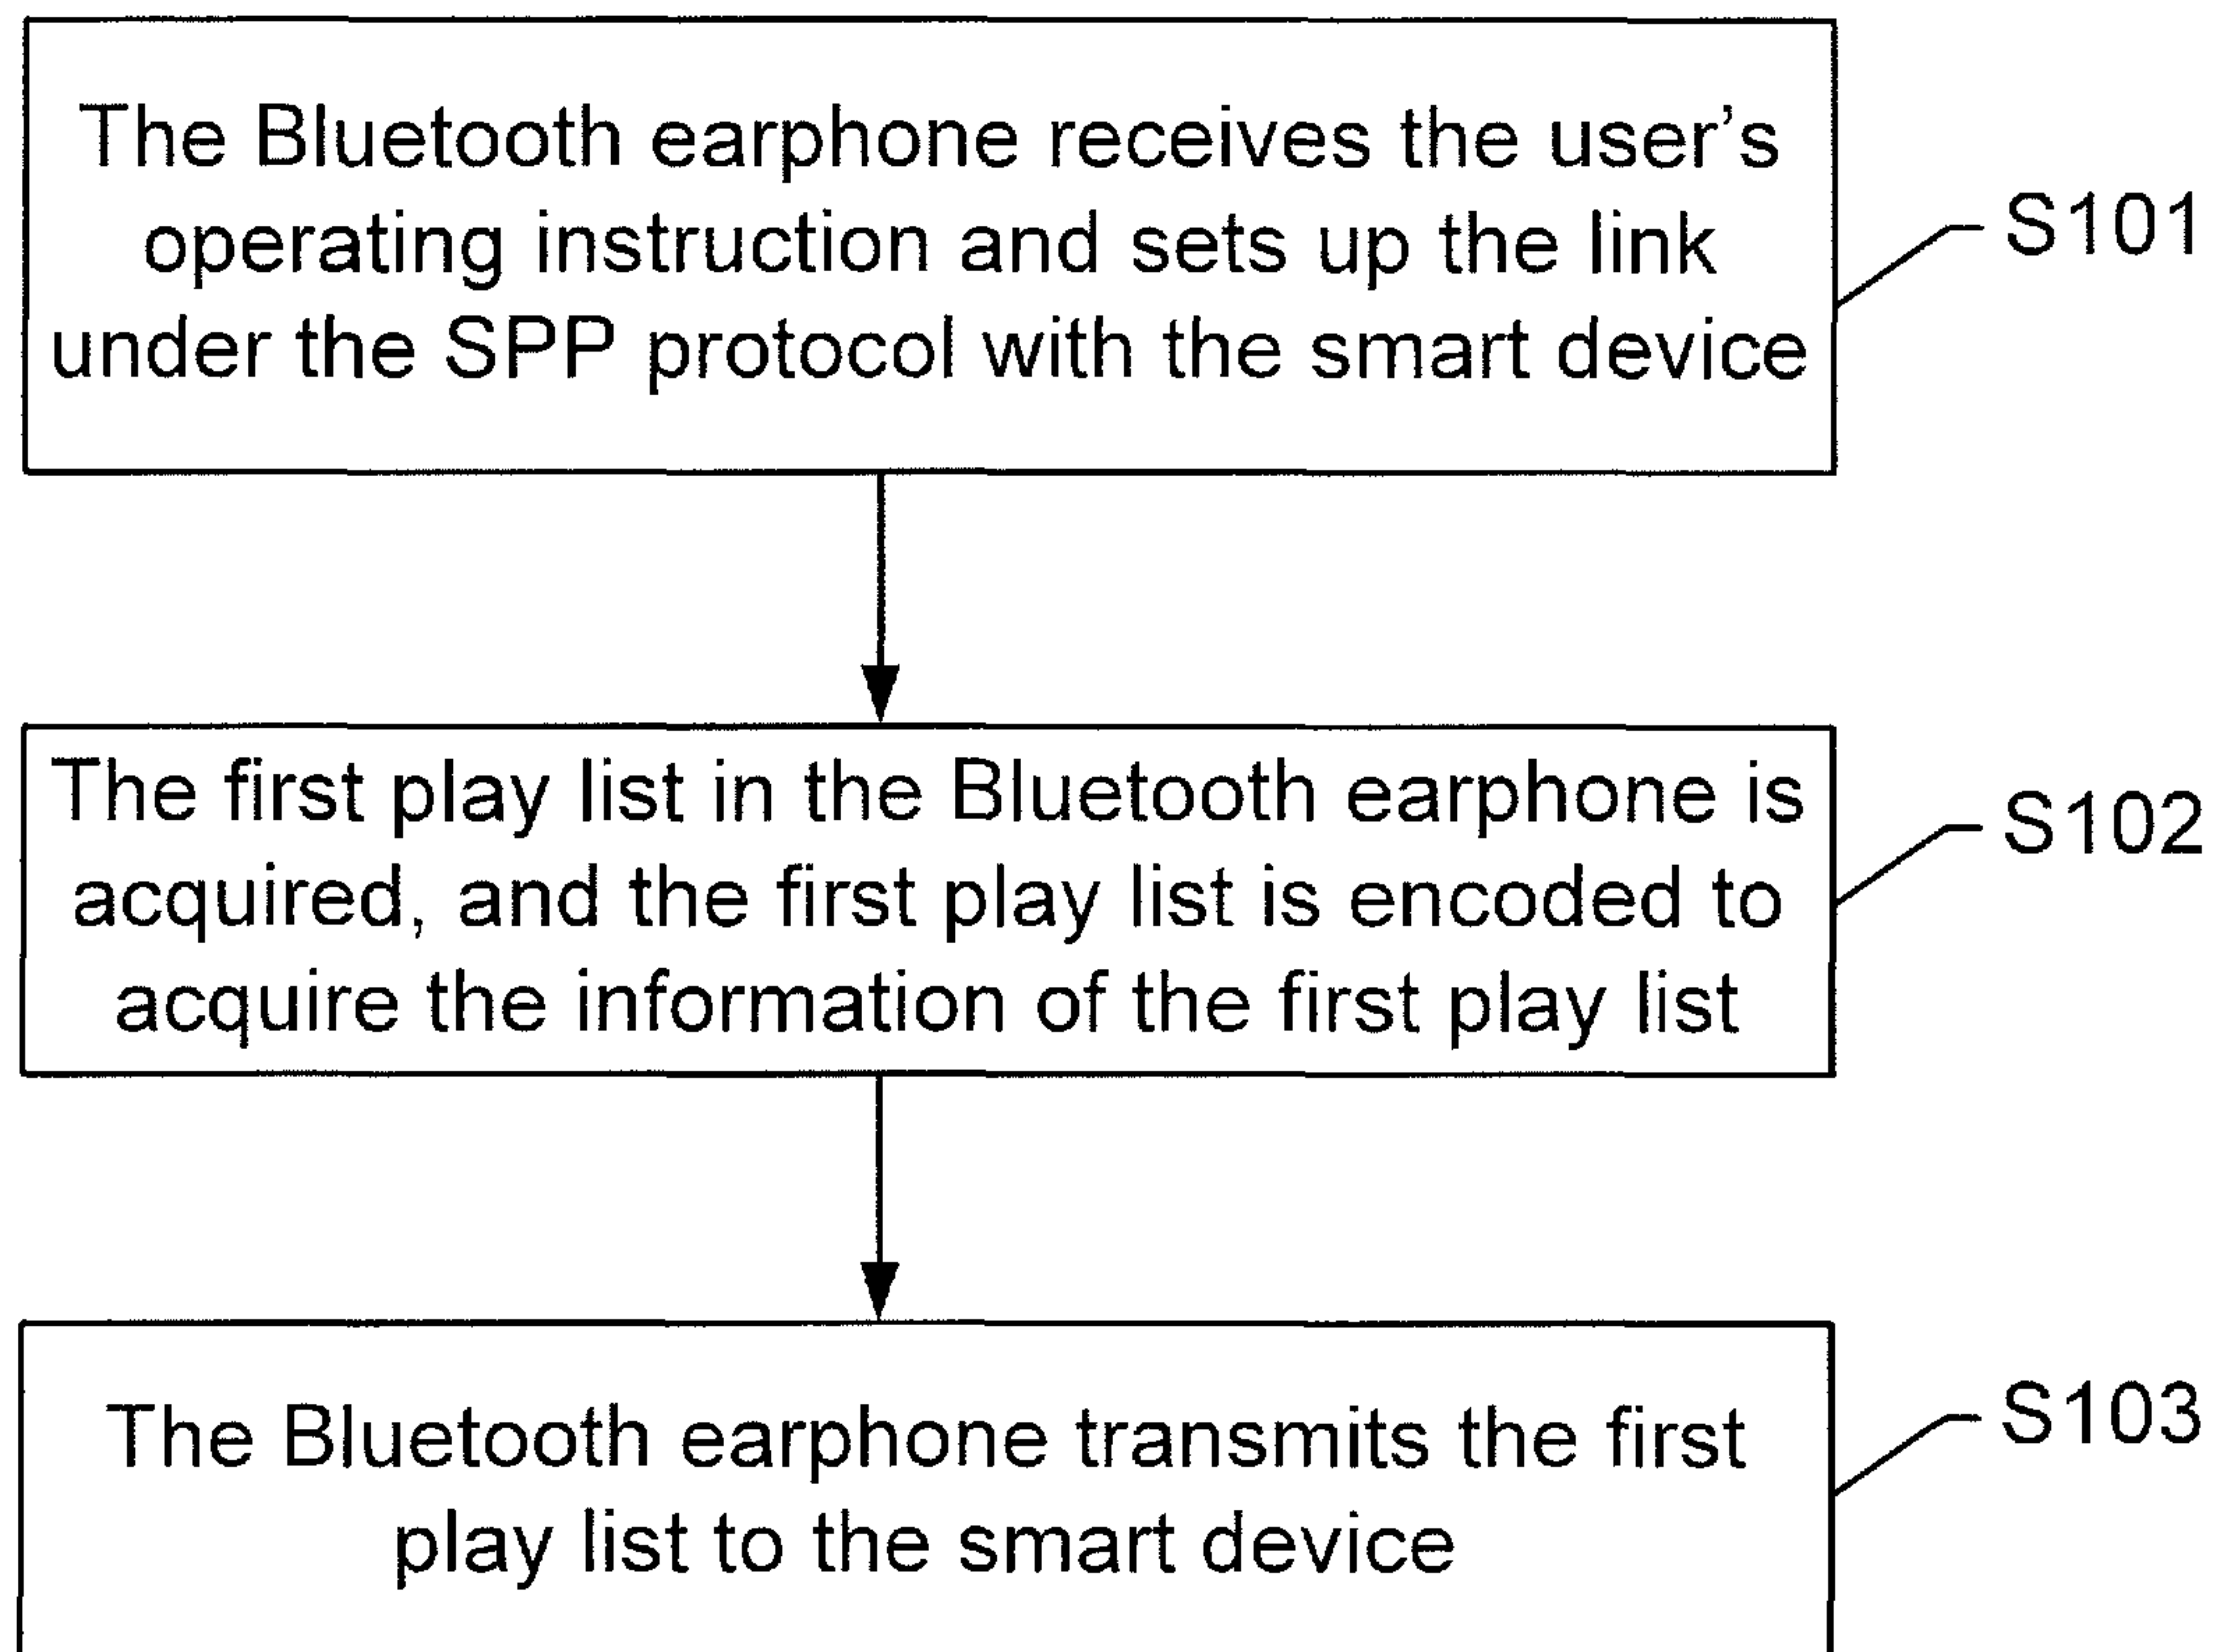 The Bluetooth earphone receives the user’s
operating instruction and sets up the link
under the SPP protocol with the smart device
S101
The first play list in the Bluetooth earphone is
acquired, and the first play list is encoded to
acquire the information of the first play list
S102
The Bluetooth earphone transmits the first
play list to the smart device
S103